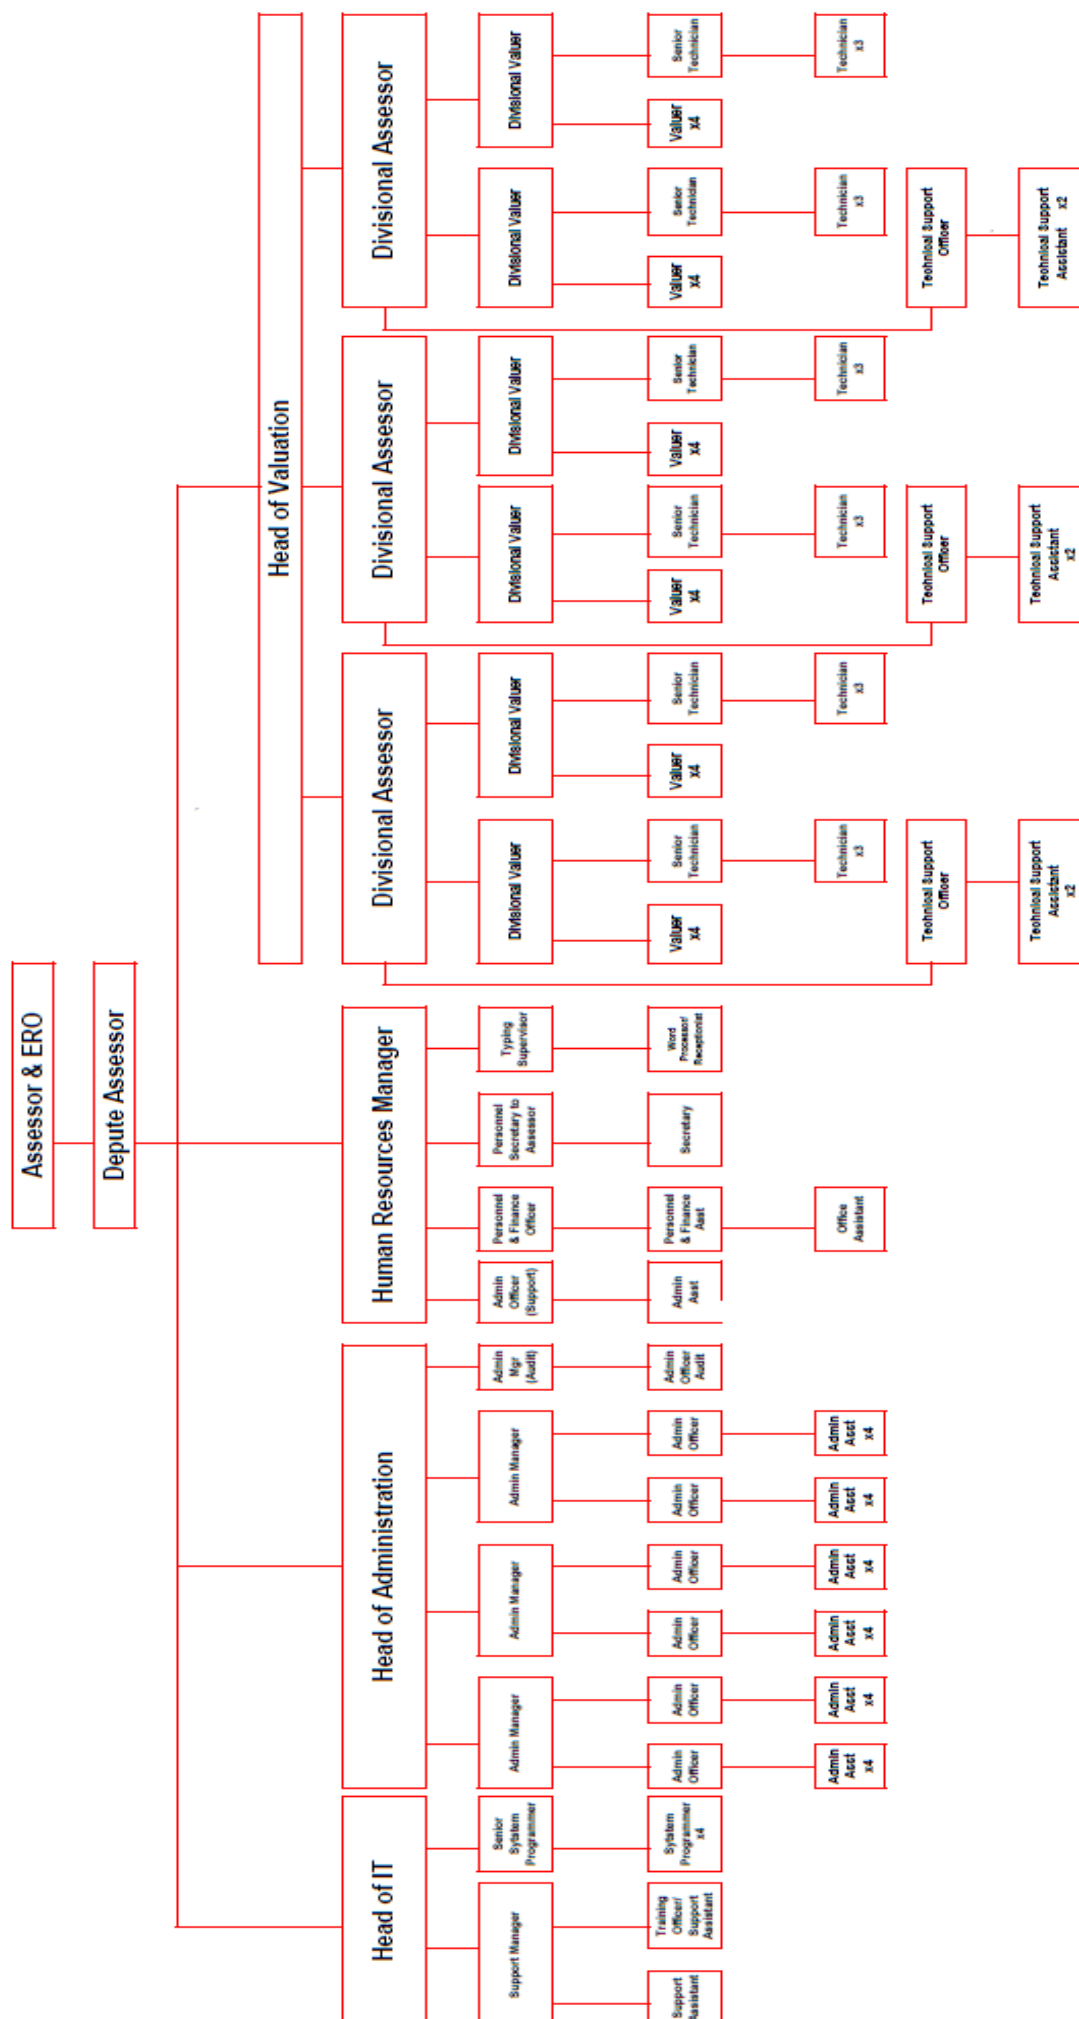 Assessor & ERO
Depute Assessor
Head of IT
Support Manager
Support
Assistant
Training
Officer/
Support
Assistant
Senior
Sytstem
Programmer
Sytstem
Programmer
x4
Head of Administration
Admin Manager
Admin
Officer
Admin
Asst
x4
Admin
Officer
Admin
Asst
x4
Admin Manager
Admin
Officer
Admin
Asst
x4
Admin
Officer
Admin
Asst
x4
Admin Manager
Admin
Officer
Admin
Asst
x4
Admin
Officer
Admin
Asst
x4
Admin
Mgr
(Audit)
Admin
Officer
Audit
Human Resources Manager
Admin
Officer
(Support)
Admin
Asst
Personnel
& Finance
Officer
Personnel
& Finance
Asst
Office
Assistant
Personnel
Secretary to
Assessor
Secretary
Typing
Supervisor
Word
Processor/
Receptionist
Head of Valuation
Divisional Assessor
Divisional Valuer
Valuer
x4
Senior
Technician
Technician
x3
Divisional Valuer
Valuer
x4
Senior
Technician
Technician
x3
Technical Support
Officer
Technical Support
Assistant
x2
Divisional Assessor
Divisional Valuer
Valuer
x4
Senior
Technician
Technician
x3
Divisional Valuer
Valuer
x4
Senior
Technician
Technician
x3
Technical Support
Officer
Technical Support
Assistant
x2
Divisional Assessor
Divisional Valuer
Valuer
x4
Senior
Technician
Technician
x3
Divisional Valuer
Valuer
x4
Senior
Technician
Technician
x3
Technical Support
Officer
Technical Support
Assistant x2